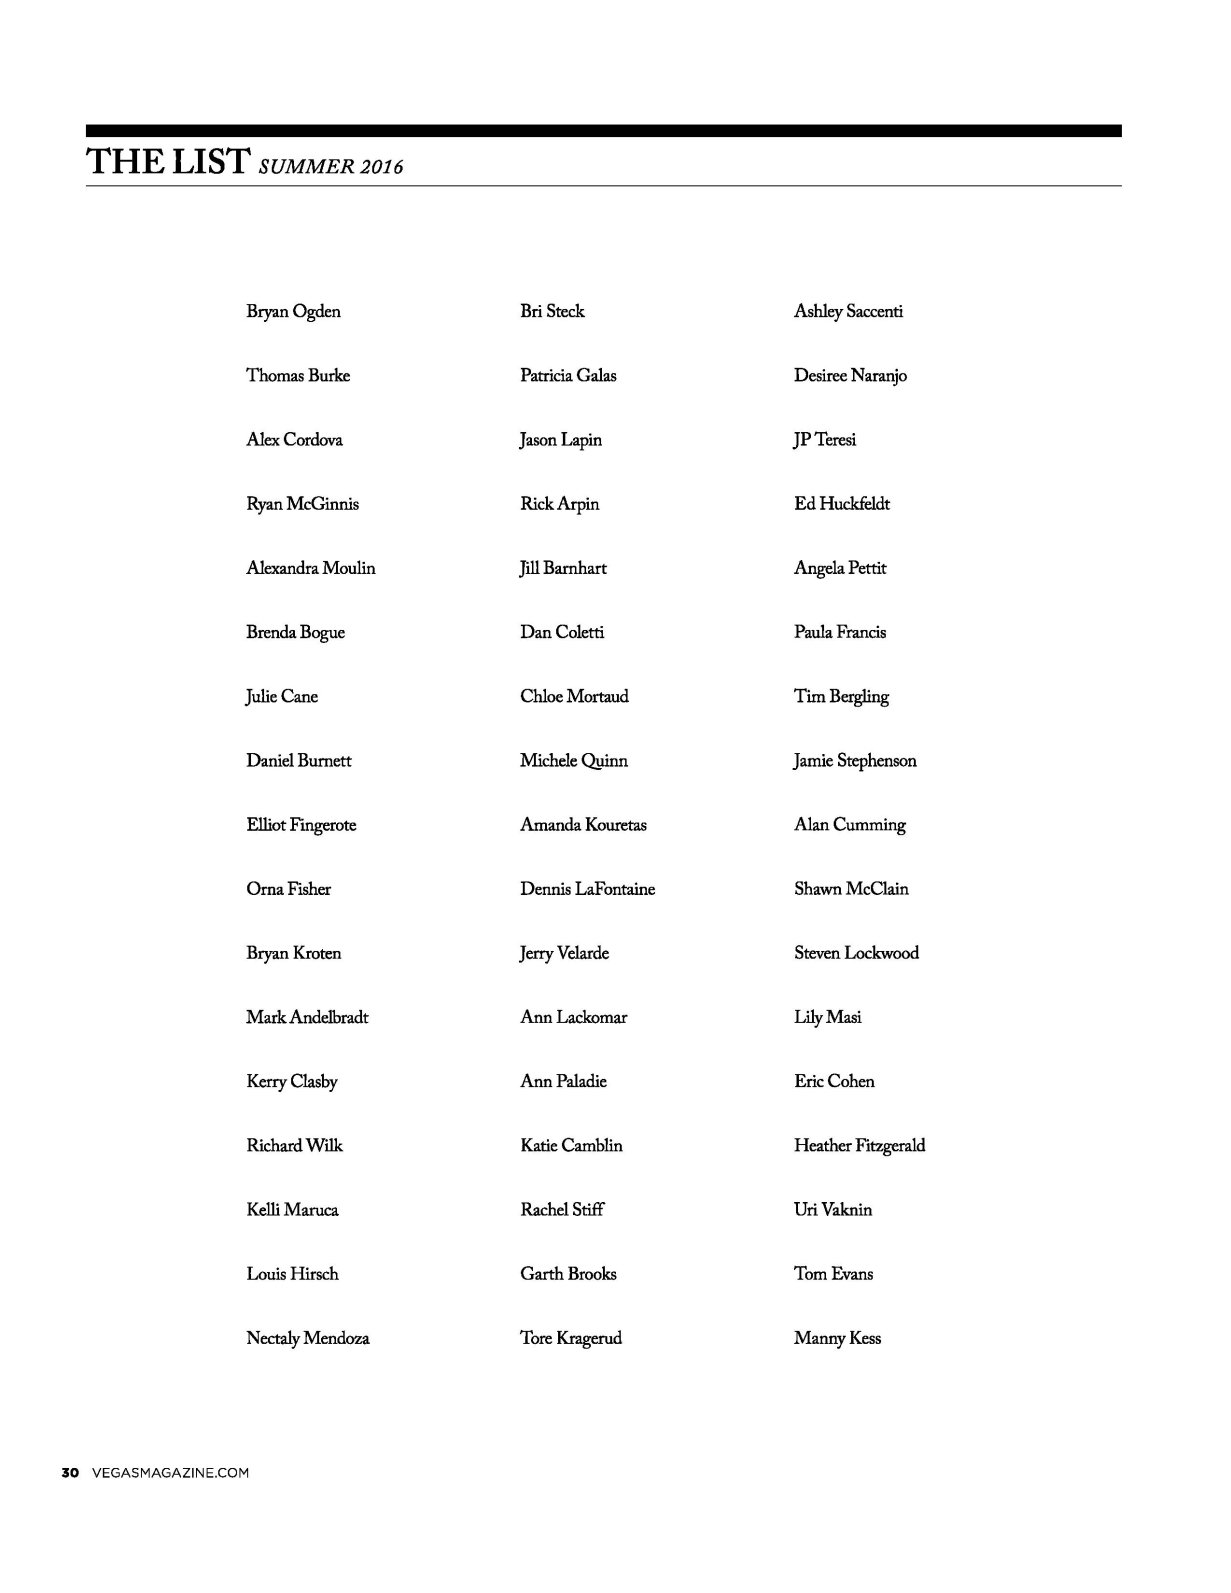 THE LIST SUMMER 2016
Bryan Ogden
Thomas Burke
Alex Cordova
Ryan McGinnis
Alexandra Moulin
Brenda Bogue
Julie Cane
Daniel Burnett
Elliot Fingerote
Orna Fisher
Bryan Kroten
Mark Andelbradt
Kerry Clasby
Richard Wilk
Kelli Maruca
Louis Hirsch
Nectaly Mendoza
Bri Steck
Patricia Galas
Jason Lapin
Rick Arpin
Jill Barnhart
Dan Coletti
Chloe Mortaud
Michele Quinn
Amanda Kouretas
Dennis LaFontaine
Jerry Velarde
Ann Lackomar
Ann Paladie
Katie Camblin
Rachel Stiff
Garth Brooks
Tore Kragerud
Ashley Saccenti
Desiree Naranjo
JP Teresi
Ed Huckfeldt
Angela Pettit
Paula Francis
Tim Bergling
Jamie Stephenson
Alan Cumming
Shawn McClain
Steven Lockwood
Lily Masi
Eric Cohen
Heather Fitzgerald
Uri Vaknin
Tom Evans
Manny Kess
30 VEGASMAGAZINE.COM